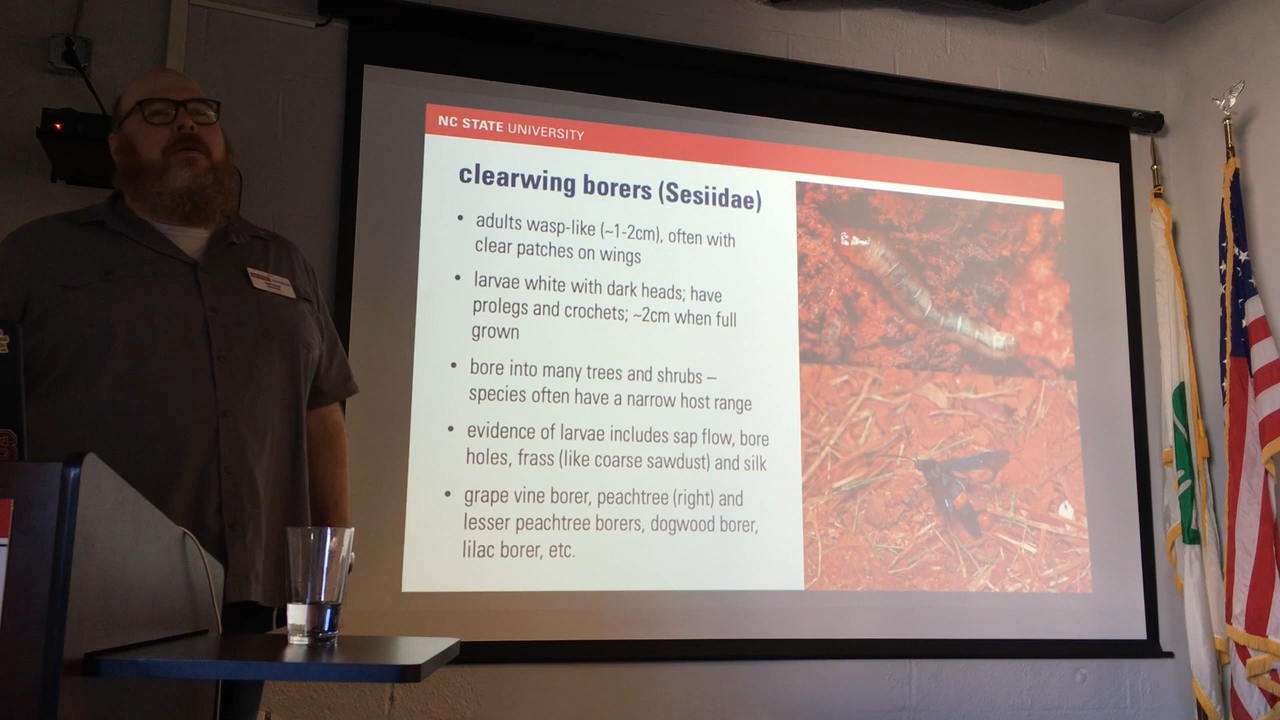 NC STATE UNIVERSITY
clearwing borers (Sesiidae)
• adults wasp-like (~1-2cm), often with
clear patches on wings
• larvae white with dark heads; have
prolegs and crochets; ~2cm when full
grown
• bore into many trees and shrubs –
species often have a narrow host range
• evidence of larvae includes sap flow, bore
holes, frass (like coarse sawdust) and silk
• grape vine borer, peachtree (right) and
lesser peachtree borers, dogwood borer,
lilac borer, etc.